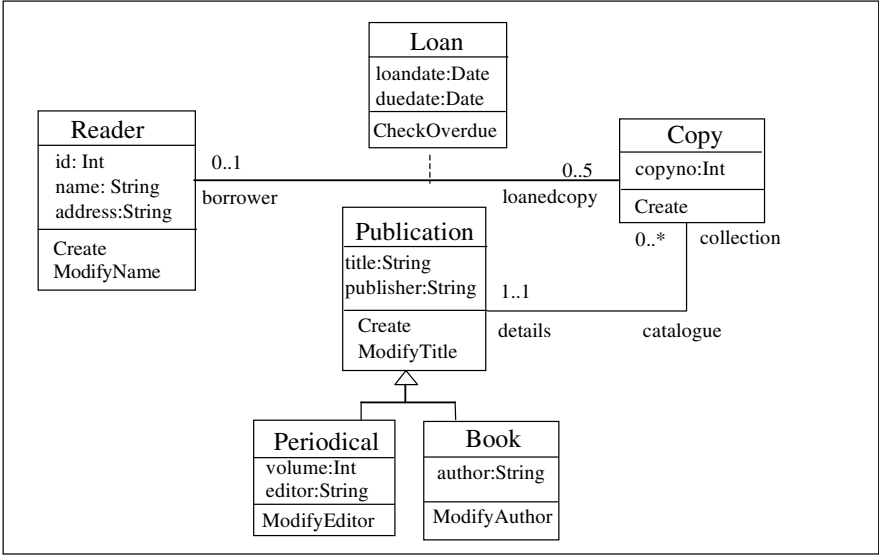 Loan
loandate:Date
duedate:Date
CheckOverdue
Reader
id: Int
name: String
address:String
Create
ModifyName
0..1
borrower
0..5
loanedcopy
Copy
copyno:Int
Create
0..*
collection
Publication
title:String
publisher:String
Create
ModifyTitle
1..1
details
catalogue
Periodical
volume:Int
editor:String
ModifyEditor
Book
author:String
ModifyAuthor